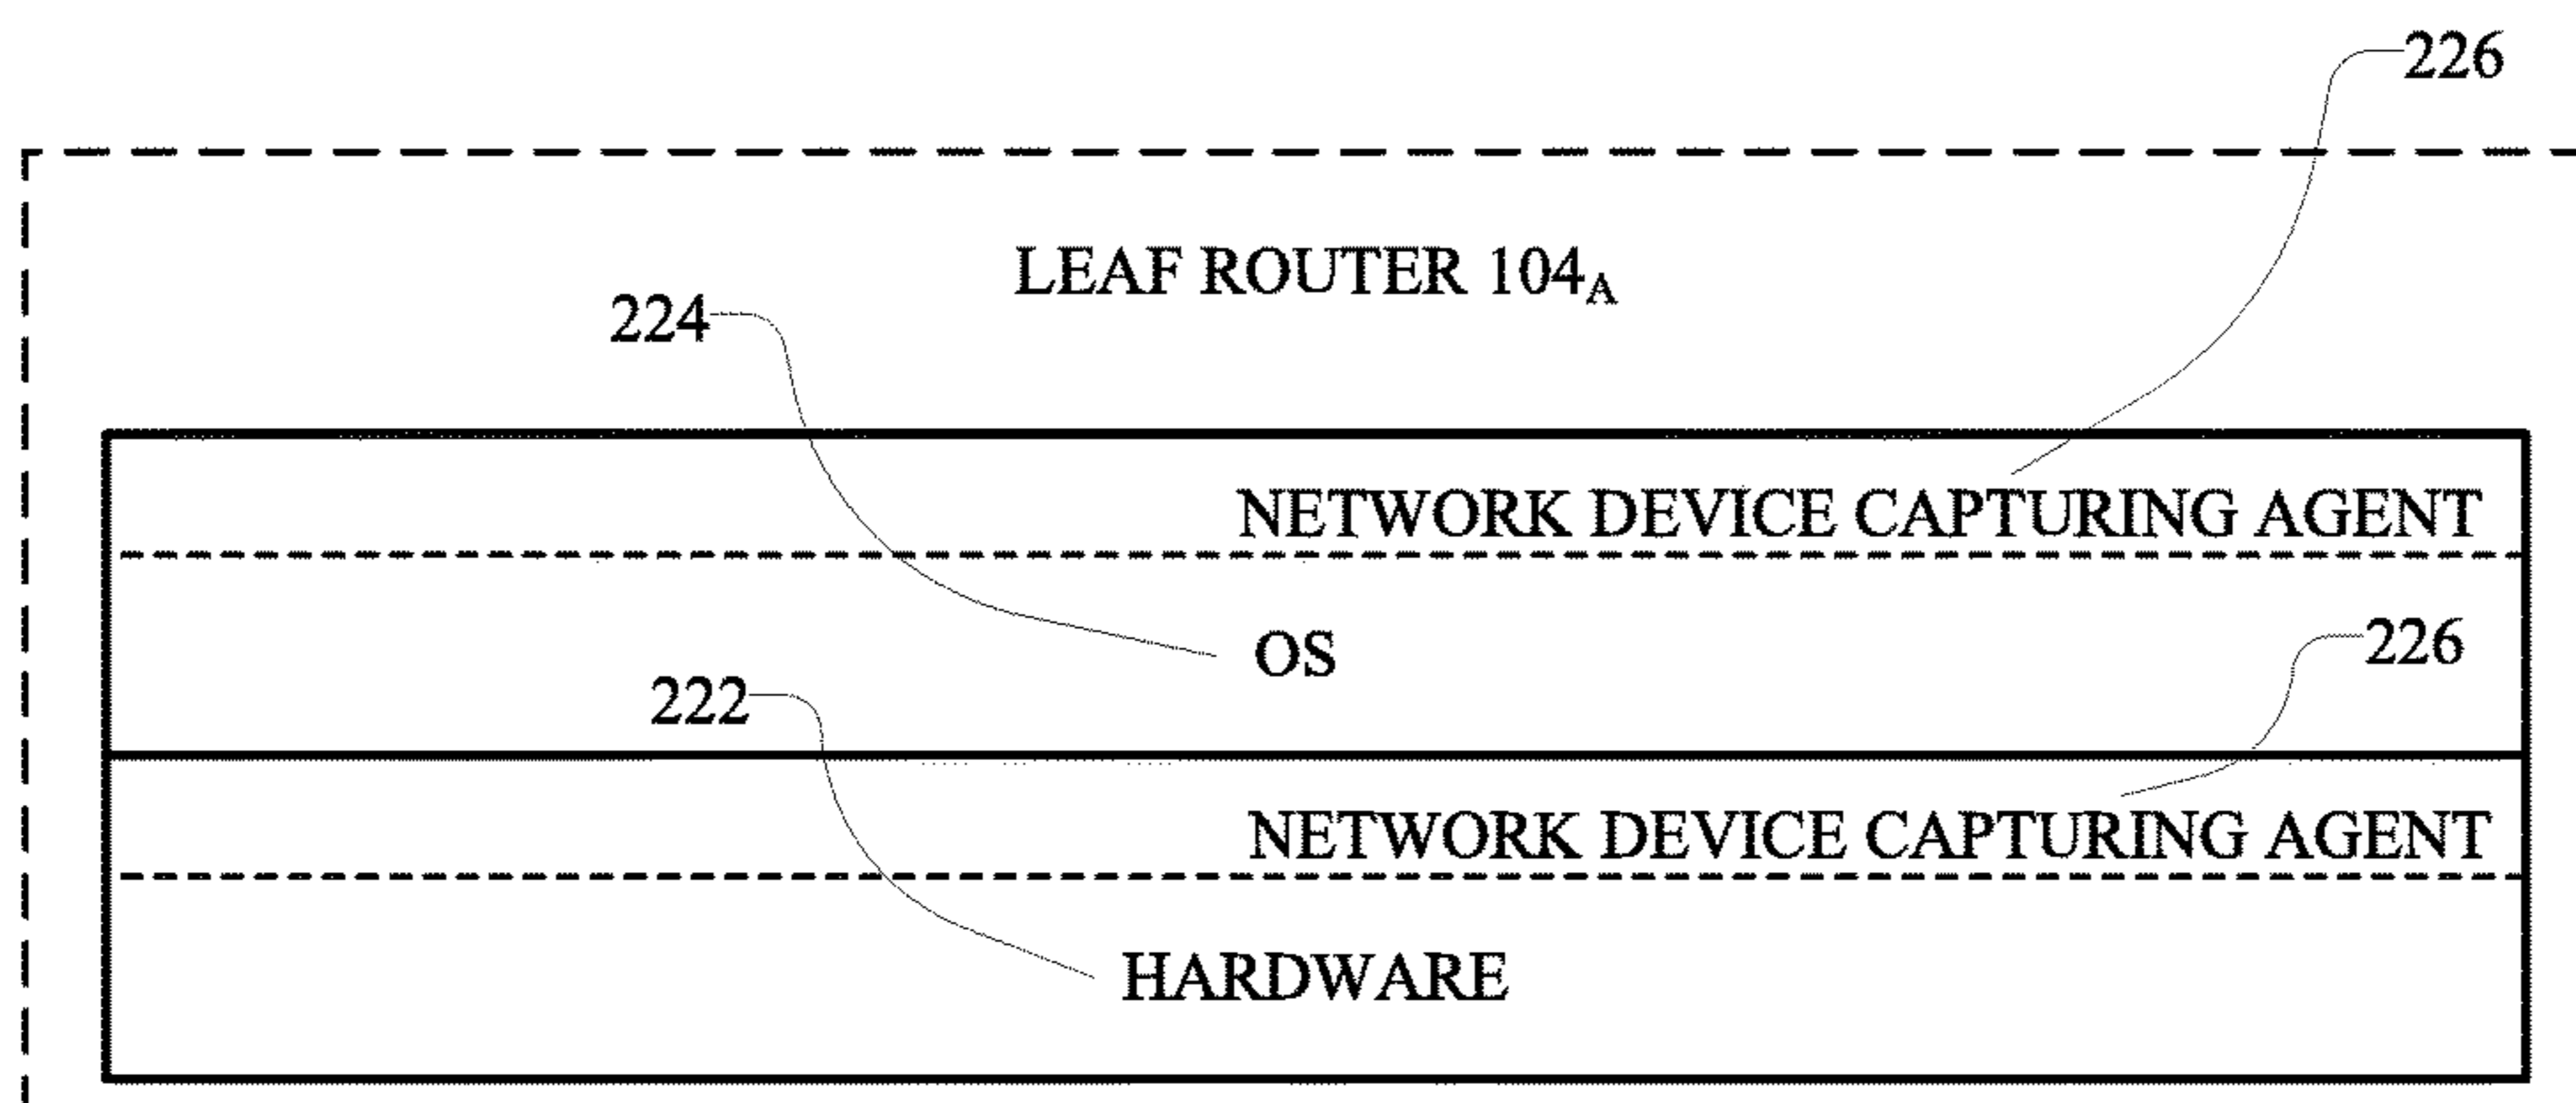 226
LEAF ROUTER 104A
224
NETWORK DEVICE CAPTURING AGENT
OS
226
222
NETWORK DEVICE CAPTURING AGENT
HARDWARE